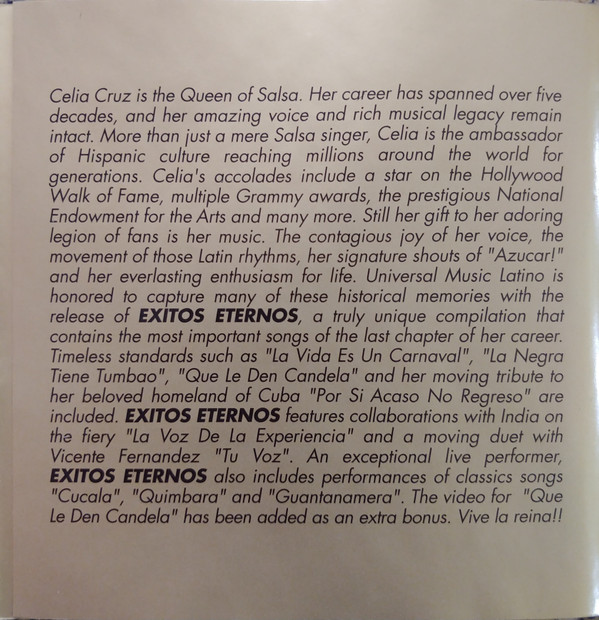 Celia Cruz is the Queen of Salsa. Her career has spanned over five
decades, and her amazing voice and rich musical legacy remain
intact. More than just a mere Salsa singer, Celia is the ambassador
of Hispanic culture reaching millions around the world for
generations. Celia's accolades include a star on the Hollywood
Walk of Fame, multiple Grammy awards, the prestigious National
Endowment for the Arts and many more. Still her gift to her adoring
legion of fans is her music. The contagious joy of her voice, the
movement of those Latin rhythms, her signature shouts of "Azucar!"
and her everlasting enthusiasm for life. Universal Music Latino is
honored to capture many of these historical memories with the
release of EXITOS ETERNOS, a truly unique compilation that
contains the most important songs of the last chapter of her career.
Timeless standards such as "La Vida Es Un Carnaval", "La Negra
Tiene Tumbao", "Que Le Den Candela" and her moving tribute to
her beloved homeland of Cuba "Por Si Acaso No Regreso" are
included. EXITOS ETERNOS features collaborations with India on
the fiery "La Voz De La Experiencia" and a moving duet with
Vicente Fernandez "Tu Voz". An exceptional live performer,
EXITOS ETERNOS also includes performances of classics songs
"Cucala", "Quimbara" and "Guantanamera". The video for "Que
Le Den Candela" has been added as an extra bonus. Vive la reina!!